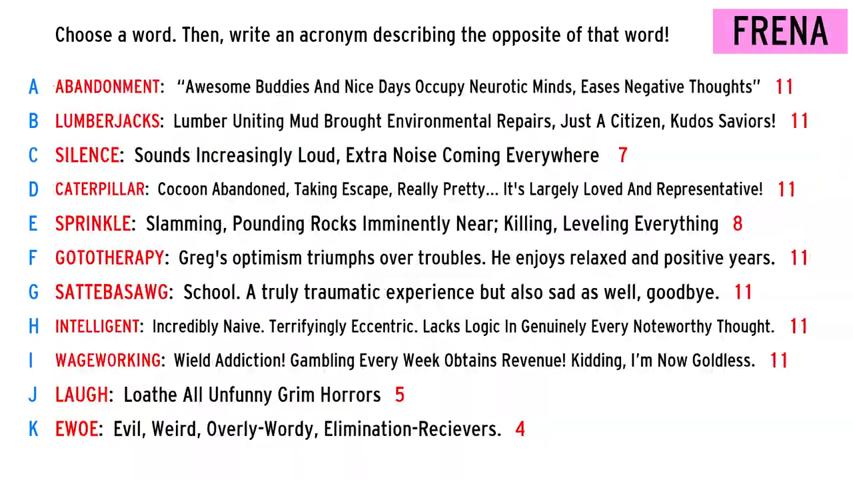 Choose a word. Then, write an acronym describing the opposite of that word!
FRENA
A ABANDONMENT: “Awesome Buddies And Nice Days Occupy Neurotic Minds, Eases Negative Thoughts” 11
B LUMBERJACKS: Lumber Uniting Mud Brought Environmental Repairs, Just A Citizen, Kudos Saviors! 11
C SILENCE: Sounds Increasingly Loud, Extra Noise Coming Everywhere 7
D CATERPILLAR: Cocoon Abandoned, Taking Escape, Really Pretty... It's Largely Loved And Representative! 11
E SPRINKLE: Slamming, Pounding Rocks Imminently Near; Killing, Leveling Everything 8
F GOTOTHERAPY: Greg's optimism triumphs over troubles. He enjoys relaxed and positive years. 11
G SATTEBASAWG: School. A truly traumatic experience but also sad as well, goodbye. 11
H INTELLIGENT: Incredibly Naive. Terrifyingly Eccentric. Lacks Logic In Genuinely Every Noteworthy Thought. 11
I WAGEWORKING: Wield Addiction! Gambling Every Week Obtains Revenue! Kidding, I'm Now Goldless. 11
J LAUGH: Loathe All Unfunny Grim Horrors 5
K EWOE: Evil, Weird, Overly-Wordy, Elimination-Recievers. 4